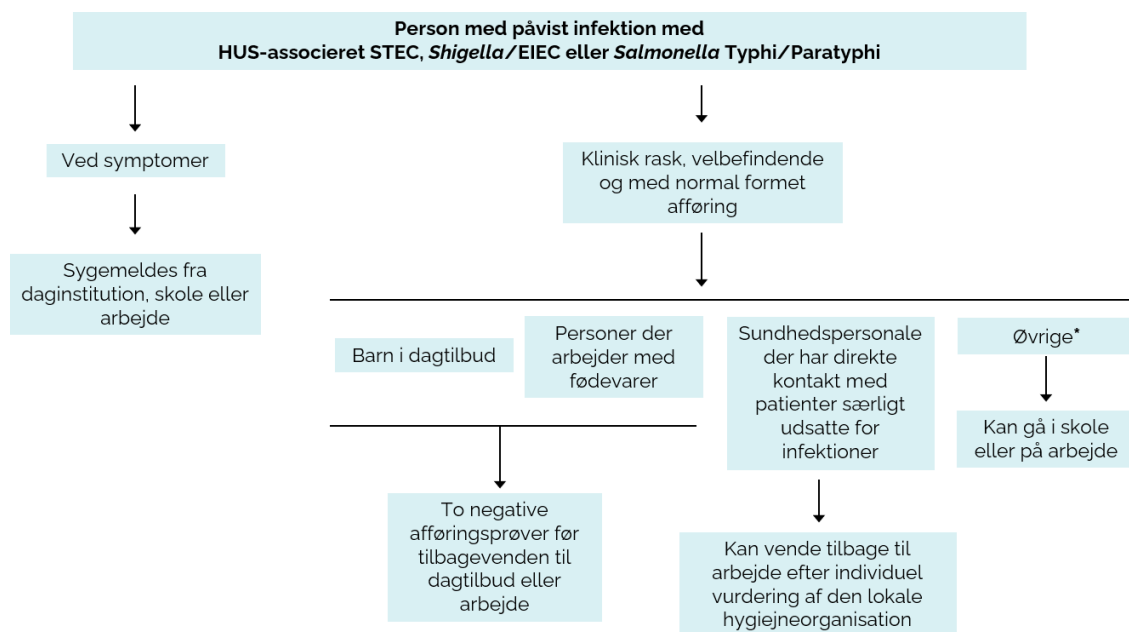 Person med påvist infektion med
HUS-associeret STEC, Shigella/EIEC eller Salmonella Typhi/Paratyphi
Ved symptomer
Sygemeldes fra
daginstitution, skole eller
arbejde
Klinisk rask, velbefindende
og med normal formet
afføring
Barn i dagtilbud
Personer der
arbejder med
fødevarer
To negative
afføringsprøver før
tilbagevenden til
dagtilbud eller
arbejde
Sundhedspersonale
der har direkte
kontakt med
patienter særligt
udsatte for
infektioner
Kan vende tilbage til
arbejde efter individuel
vurdering af den lokale
hygiejneorganisation
Øvrige*
Kan gå i skole
eller på arbejde